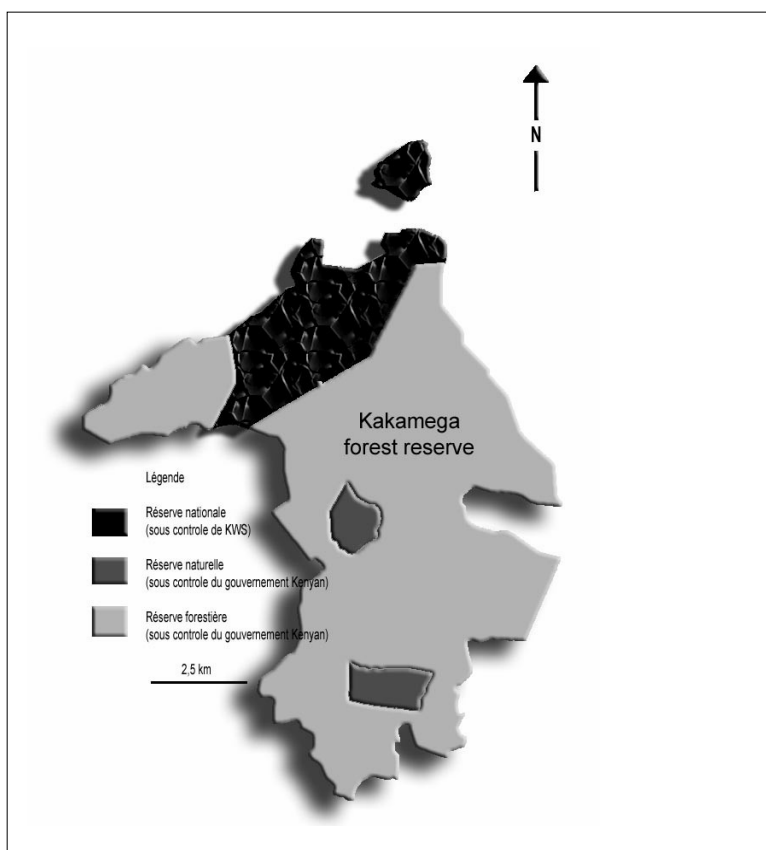 N
Kakamega
forest reserve
Légende
Réserve nationale
(sous controle de KWS)
Réserve naturelle
(sous controle du gouvernement Kenyan)
Réserve forestière
(sous controle du gouvernement Kenyan)
2,5 km